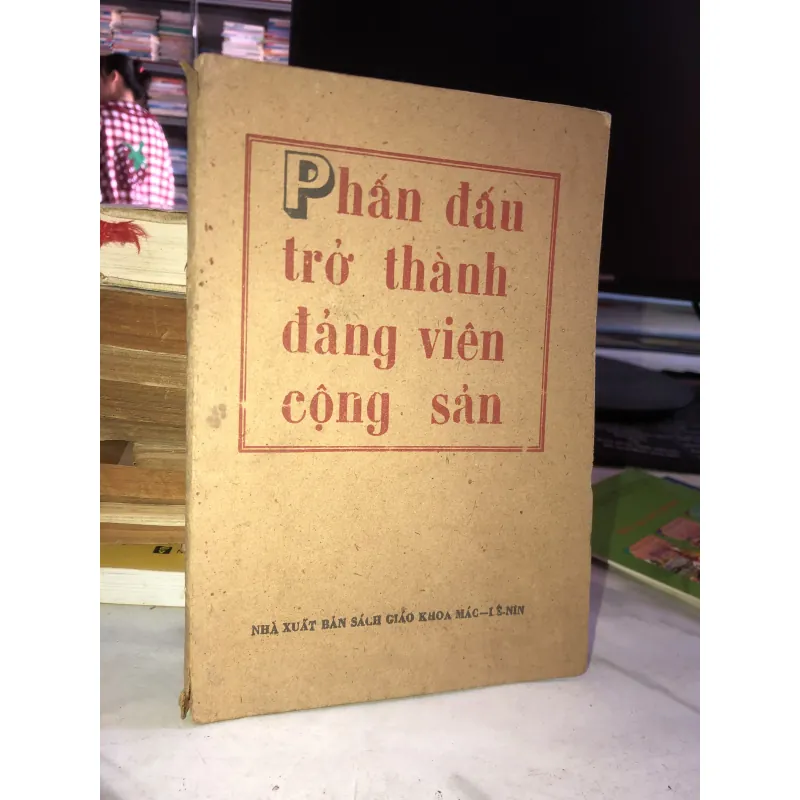 Phấn đấu
trở thành
đảng viên
cộng sản
NHÀ XUẤT BẢN SÁCH GIÁO KHOA MÁC—LÊ-NIN